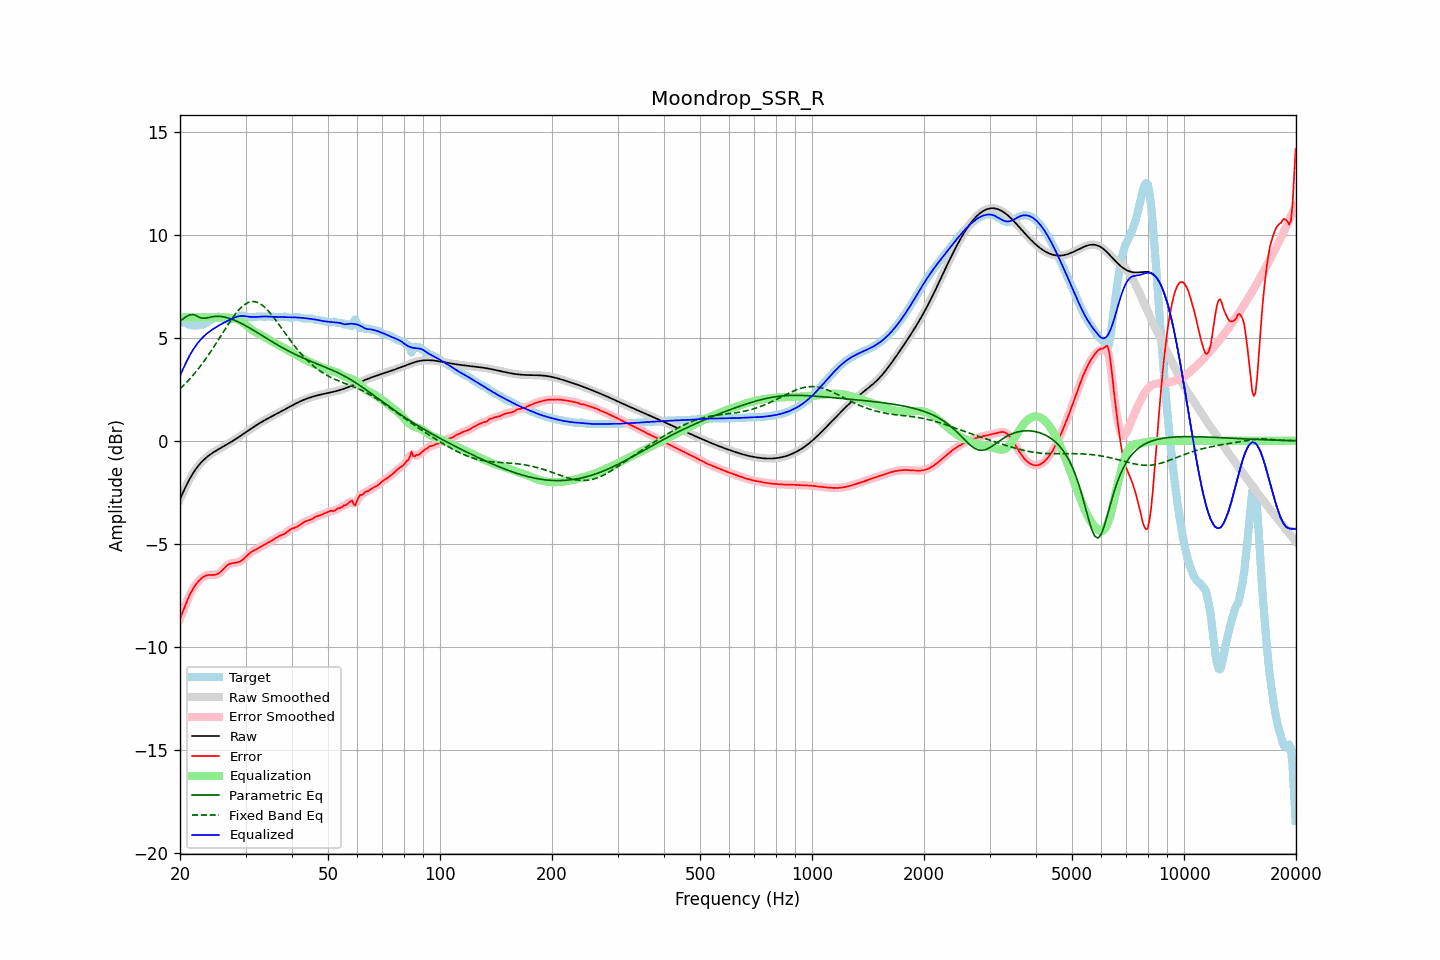 Moondrop_SSR_R
15
10
5
0
−5
−10
−15
−20
Amplitude (dBr)
Target
Raw Smoothed
Error Smoothed
Raw
Error
Equalization
Parametric Eq
Fixed Band Eq
Equalized
20 50 100 200 500 1000 2000 5000 10000 20000
Frequency (Hz)